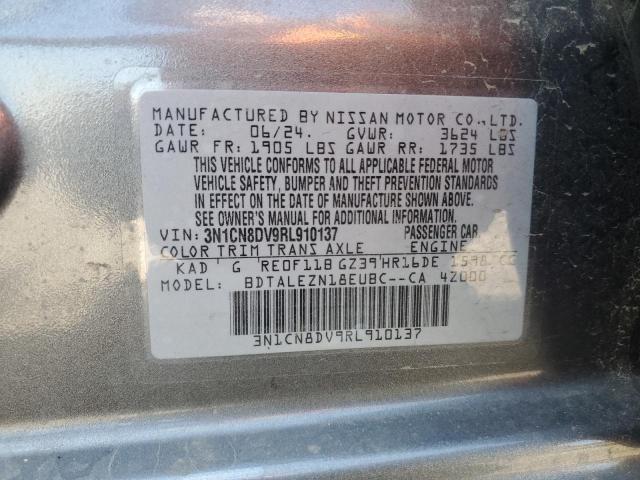 MANUFACTURED BY NISSAN MOTOR CO.,LTD.
DATE: 06/24. GVWR: 3624 LBS
GAWR FR: 1905 LBS GAWR RR: 1735 LBS
THIS VEHICLE CONFORMS TO ALL APPLICABLE FEDERAL MOTOR
VEHICLE SAFETY, BUMPER AND THEFT PREVENTION STANDARDS
IN EFFECT ON THE DATE OF MANUFACTURE SHOWN ABOVE.
SEE OWNER'S MANUAL FOR ADDITIONAL INFORMATION.
VIN: 3N1CN8DV9RL910137 PASSENGER CAR
COLOR TRIM TRANS AXLE ENGINE
KAD ' G RE0F11B GZ39 HR16DE 1598 CC
MODEL: BDTALEZN18EUBC--CA 42000
3N1CN8DV9RL910137